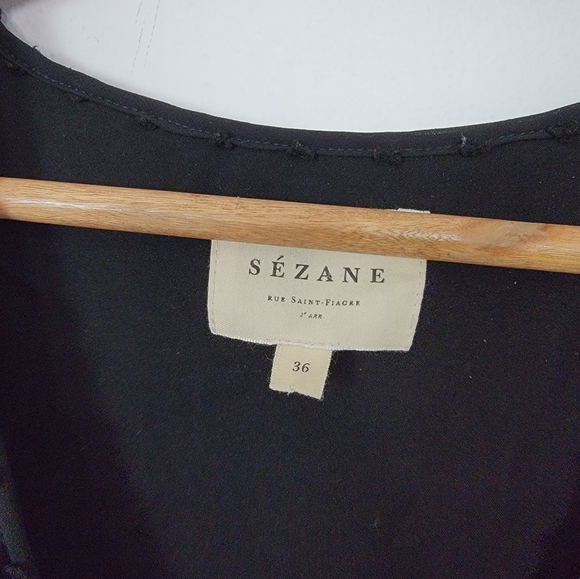 SÉZANE
RUE SAINT-FIACRE
2e ARR
36